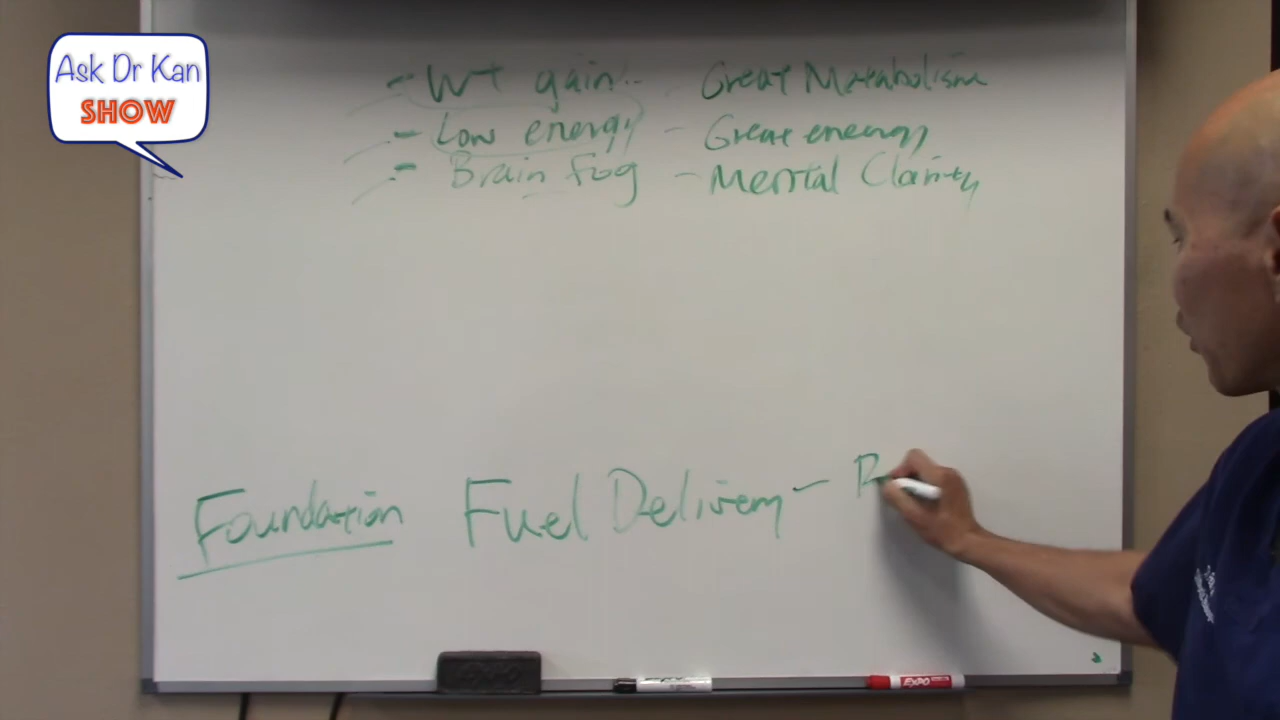 Ask Dr Kan
SHOW
- WT gain - Great Metabolism
- Low energy - Great energy
- Brain Fog - Mental Clarity
Foundation Fuel Delivery -
EXPO